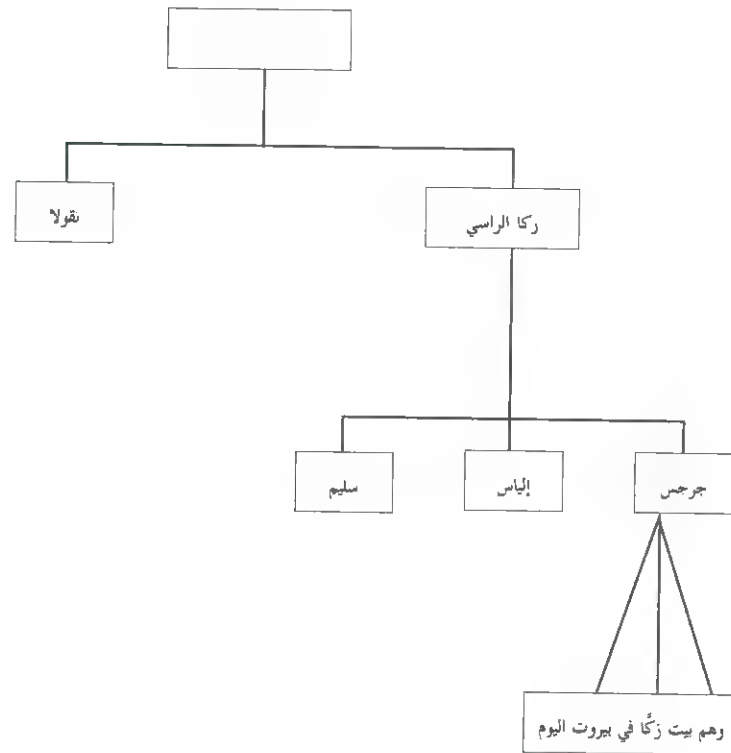 ركا الراسي
نقولا
جرجس
إلياس
سليم
وهم بيت زكَّا في بيروت اليوم